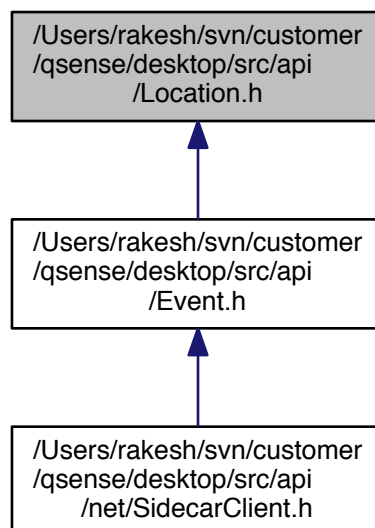 /Users/rakesh/svn/customer
/qsense/desktop/src/api
/Location.h
/Users/rakesh/svn/customer
/qsense/desktop/src/api
/Event.h
/Users/rakesh/svn/customer
/qsense/desktop/src/api
/net/SidecarClient.h